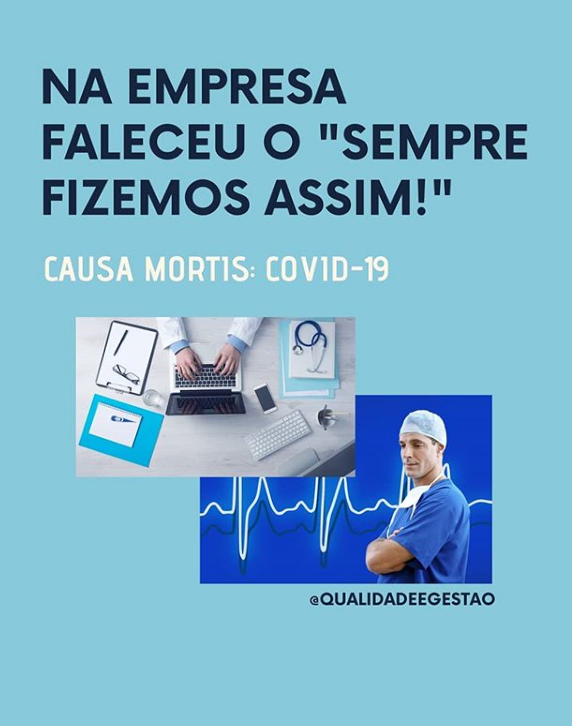 NA EMPRESA
FALECEU O "SEMPRE
FIZEMOS ASSIM!"
CAUSA MORTIS: COVID-19
@QUALIDADEEGESTAO